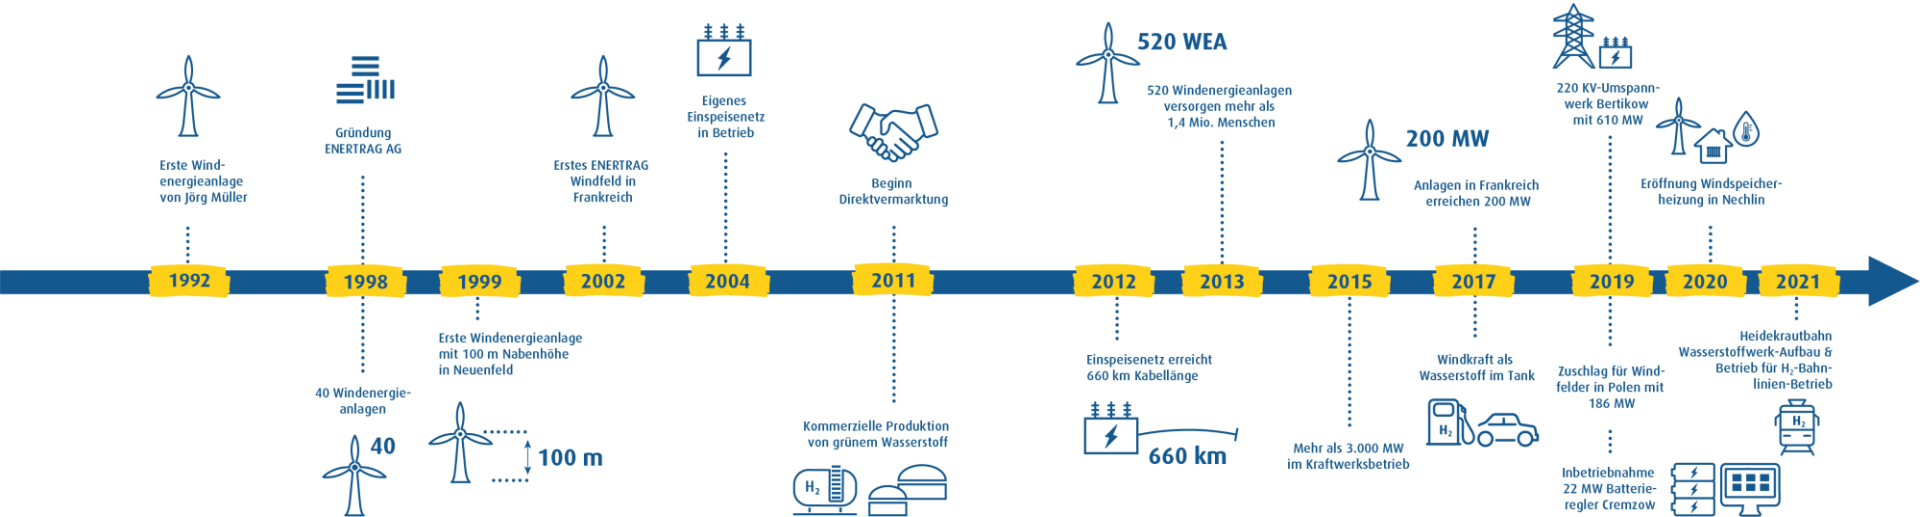 Erste Wind-
energieanlage
von Jörg Müller
1992
Gründung
ENERTRAG AG
1998
40 Windenergie-
anlagen
40
1999
Erste Windenergieanlage
mit 100 m Nabenhöhe
in Neuenfeld
100 m
Erstes ENERTRAG
Windfeld in
Frankreich
2002
Eigenes
Einspeisenetz
in Betrieb
2004
Beginn
Direktvermarktung
2011
Kommerzielle Produktion
von grünem Wasserstoff
H₂
2012
Einspeisenetz erreicht
660 km Kabellänge
660 km
520 WEA
520 Windenergieanlagen
versorgen mehr als
1,4 Mio. Menschen
2013
2015
Mehr als 3.000 MW
im Kraftwerksbetrieb
200 MW
Anlagen in Frankreich
erreichen 200 MW
2017
Windkraft als
Wasserstoff im Tank
H₂
220 KV-Umspann-
werk Bertikow
mit 610 MW
2019
Zuschlag für Wind-
felder in Polen mit
186 MW
Inbetriebnahme
22 MW Batterie-
regler Cremzow
Eröffnung Windspeicher-
heizung in Nechlin
2020
2021
Heidekrautbahn
Wasserstoffwerk-Aufbau &
Betrieb für H₂-Bahn-
linien-Betrieb
H₂